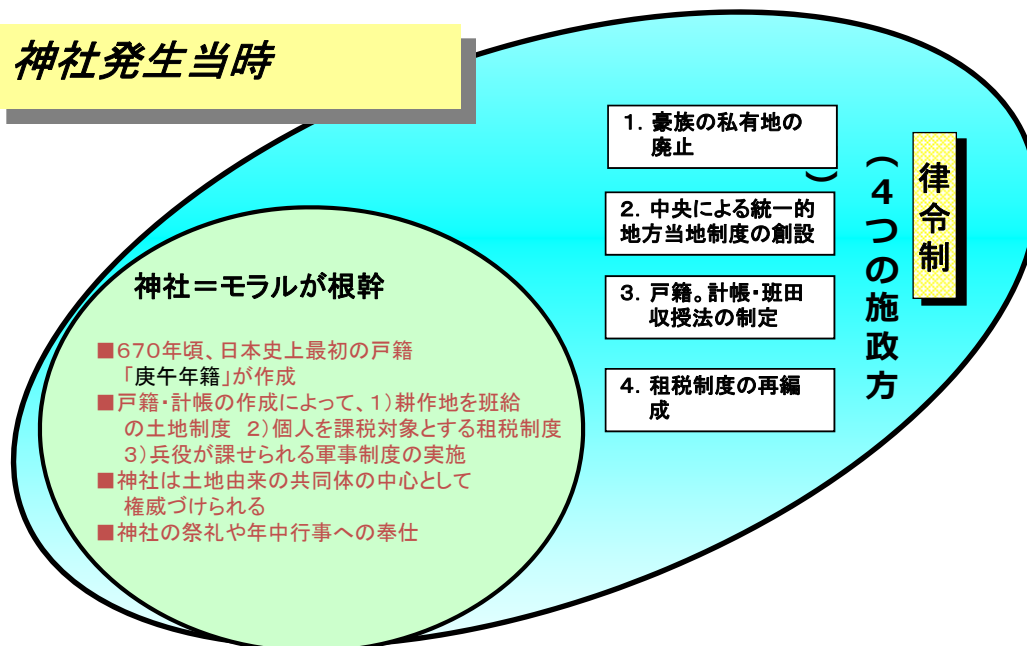 神社発生当時
律令制
(4つの施政方
)
1. 豪族の私有地の
廃止
2. 中央による統一的
地方当地制度の創設
3. 戸籍。計帳・班田
収授法の制定
4. 租税制度の再編
成
神社＝モラルが根幹
■670年頃、日本史上最初の戸籍
「庚午年籍」が作成
■戸籍・計帳の作成によって、1)耕作地を班給
の土地制度 2)個人を課税対象とする租税制度
3)兵役が課せられる軍事制度の実施
■神社は土地由来の共同体の中心として
権威づけられる
■神社の祭礼や年中行事への奉仕